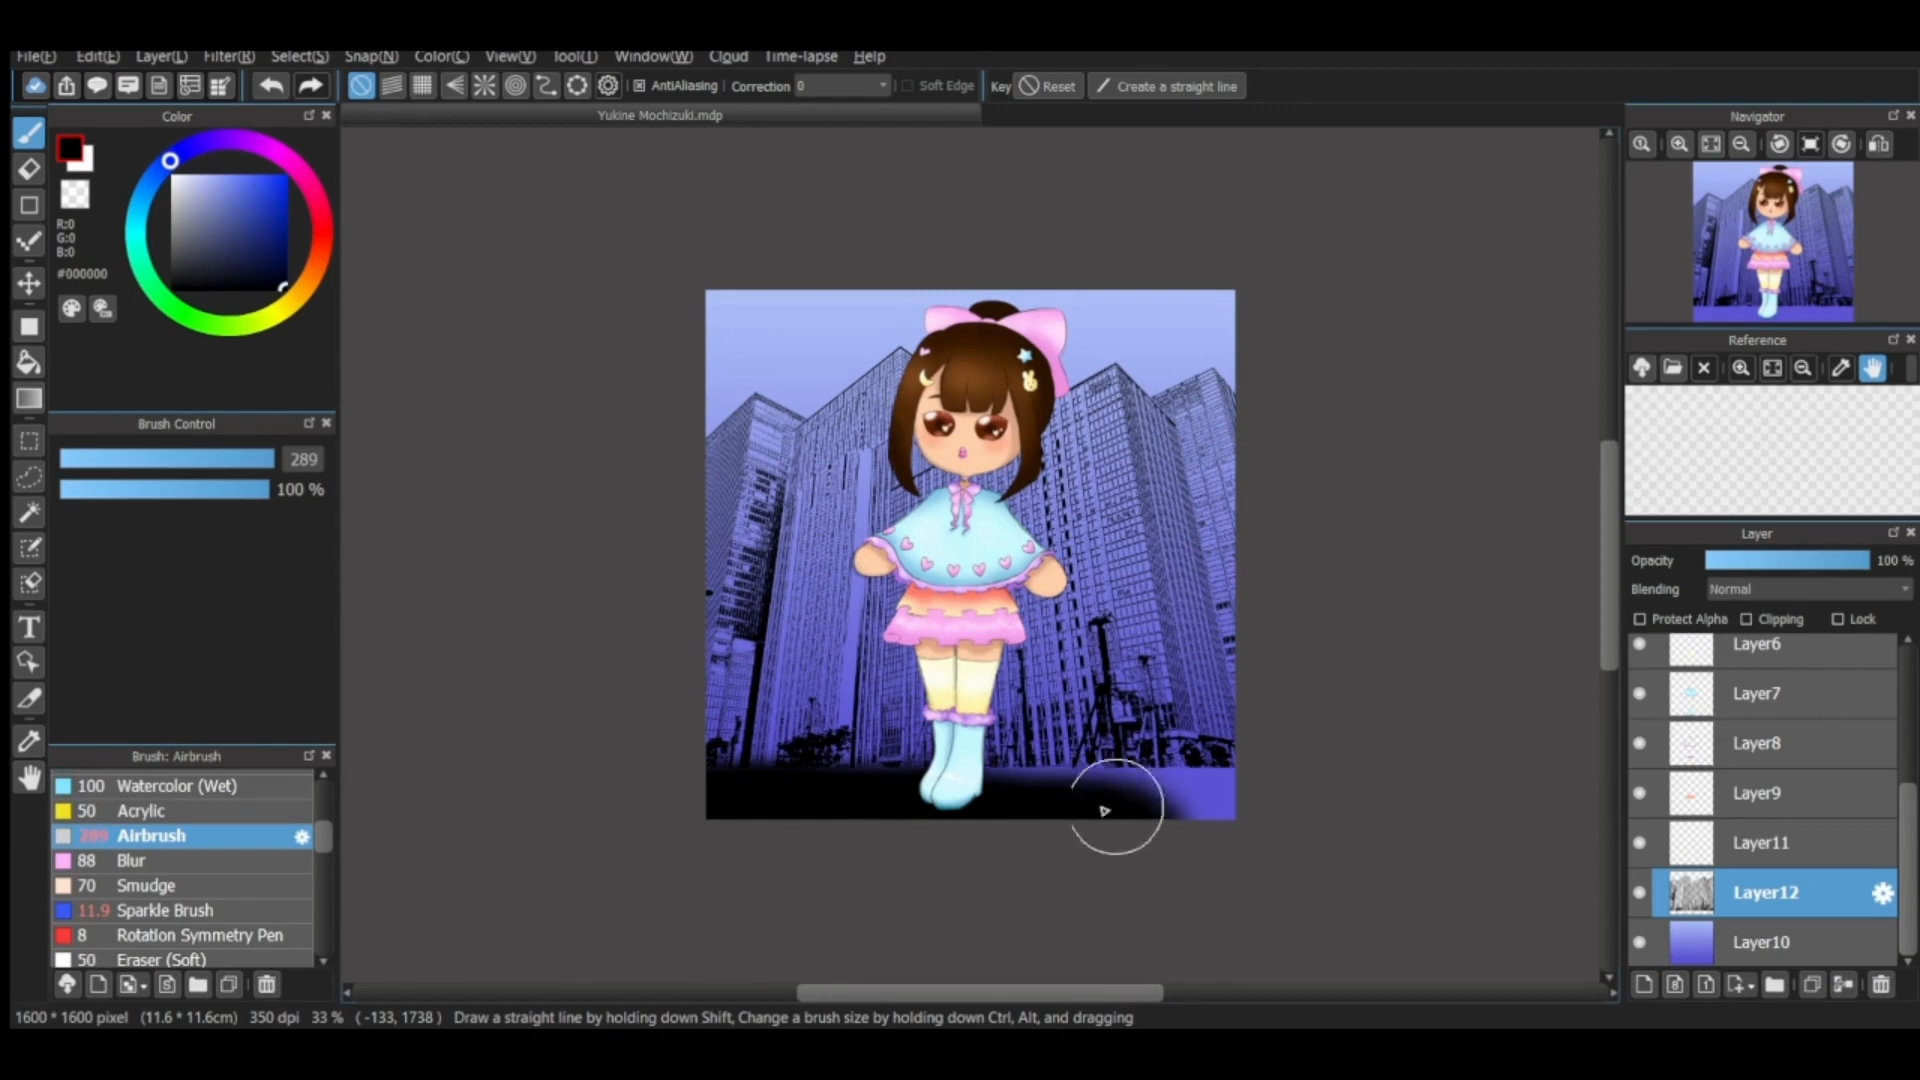 File(F) Edit(E) Layer(L) Filter(R) Select(S) Snap(N) Color(C) View(V) Tool(T) Window(W) Cloud Time-lapse Help
AntiAliasing Correction 0 Soft Edge Key Reset Create a straight line
Color
Yukine Mochizuki.mdp
Navigator
R:0
G:0
B:0
#000000
Reference
Brush Control
289
100 %
Layer
Opacity 100 %
Blending Normal
Protect Alpha Clipping Lock
Layer6
Layer7
Layer8
Layer9
Layer11
Layer12
Layer10
Brush: Airbrush
100 Watercolor (Wet)
50 Acrylic
289 Airbrush
88 Blur
70 Smudge
11.9 Sparkle Brush
8 Rotation Symmetry Pen
50 Eraser (Soft)
1600 * 1600 pixel (11.6 * 11.6cm) 350 dpi 33 % ( -133, 1738 ) Draw a straight line by holding down Shift, Change a brush size by holding down Ctrl, Alt, and dragging